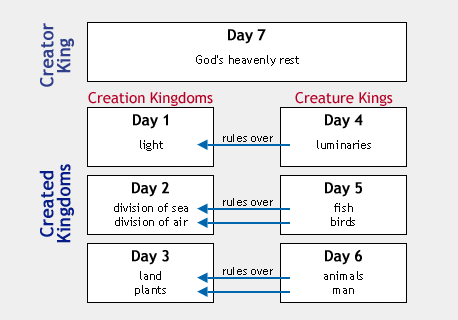 Creator
King
Day 7
God's heavenly rest
Creation Kingdoms
Creature Kings
Created
Kingdoms
Day 1
light
rules over
Day 4
luminaries
Day 2
division of sea
division of air
rules over
Day 5
fish
birds
Day 3
land
plants
rules over
Day 6
animals
man